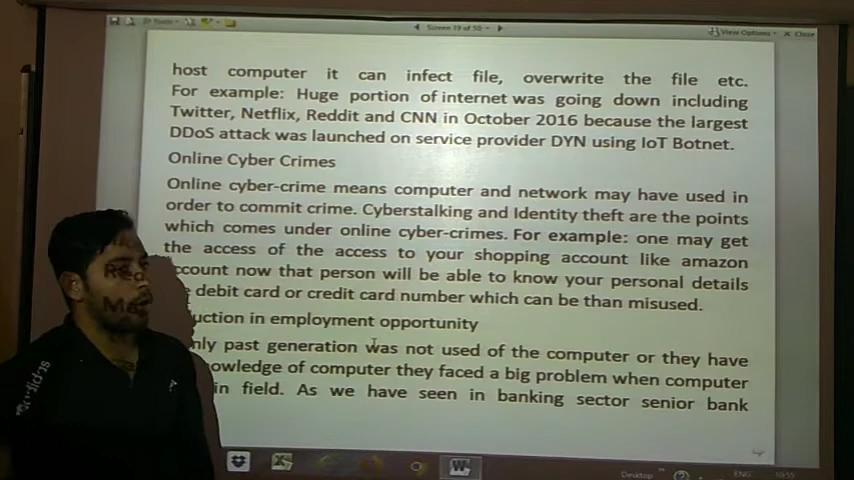 Tools
Screen 19 of 50
View Options
Close
host computer it can infect file, overwrite the file etc.
For example: Huge portion of internet was going down including
Twitter, Netflix, Reddit and CNN in October 2016 because the largest
DDoS attack was launched on service provider DYN using IoT Botnet.
Online Cyber Crimes
Online cyber-crime means computer and network may have used in
order to commit crime. Cyberstalking and Identity theft are the points
which comes under online cyber-crimes. For example: one may get
the access of the access to your shopping account like amazon
ccount now that person will be able to know your personal details
debit card or credit card number which can be than misused.
uction in employment opportunity
nly past generation was not used of the computer or they have
owledge of computer they faced a big problem when computer
in field. As we have seen in banking sector senior bank
Desktop
ENG
10:55